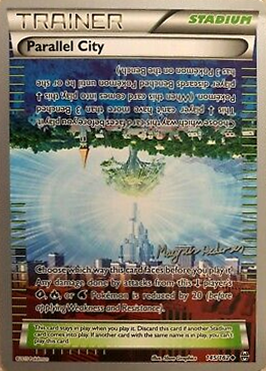 TRAINER
STADIUM
Parallel City
Choose which way this card faces before you play it. ↓
This player can't have more than 3 Benched
Pokémon. (When this card comes into play, this
player discards Benched Pokémon until he or she
has 3 Pokémon on the Bench.)
Choose which way this card faces before you play it. ↓
Any damage done by attacks from this player's
Pokémon is reduced by 20 (before
applying Weakness and Resistance).
This card stays in play when you play it. Discard this card if another Stadium
card comes into play. If another card with the same name is in play, you
can't play this card.
145/162